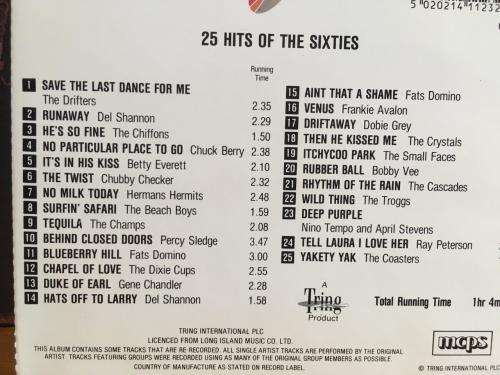 5 020214 11232
25 HITS OF THE SIXTIES
Running
Time
1 SAVE THE LAST DANCE FOR ME
The Drifters 2.35
2 RUNAWAY Del Shannon 2.29
3 HE'S SO FINE The Chiffons 1.50
4 NO PARTICULAR PLACE TO GO Chuck Berry 2.38
5 IT'S IN HIS KISS Betty Everett 2.10
6 THE TWIST Chubby Checker 2.32
7 NO MILK TODAY Hermans Hermits 2.48
8 SURFIN' SAFARI The Beach Boys 1.59
9 TEQUILA The Champs 2.08
10 BEHIND CLOSED DOORS Percy Sledge 3.47
11 BLUEBERRY HILL Fats Domino 3.00
12 CHAPEL OF LOVE The Dixie Cups 2.55
13 DUKE OF EARL Gene Chandler 2.28
14 HATS OFF TO LARRY Del Shannon 1.58
15 AINT THAT A SHAME Fats Domino
16 VENUS Frankie Avalon
17 DRIFTAWAY Dobie Grey
18 THEN HE KISSED ME The Crystals
19 ITCHYCOO PARK The Small Faces
20 RUBBER BALL Bobby Vee
21 RHYTHM OF THE RAIN The Cascades
22 WILD THING The Troggs
23 DEEP PURPLE
Nino Tempo and April Stevens
24 TELL LAURA I LOVE HER Ray Peterson
25 YAKETY YAK The Coasters
A
Tring
Product
Total Running Time 1hr 4m
TRING INTERNATIONAL PLC
LICENCED FROM LONG ISLAND MUSIC CO. LTD.
THIS ALBUM CONTAINS SOME TRACKS THAT ARE RE-RECORDED. ALL SINGLE ARTIST TRACKS ARE PERFORMED BY THE ORIGINAL
ARTIST. TRACKS FEATURING GROUPS WERE RECORDED USING AS MANY OF THE ORIGINAL GROUP MEMBERS AS POSSIBLE.
COUNTRY OF MANUFACTURE AS STATED ON RECORD LABEL.
mcps
© TRING INTERNATIONAL P